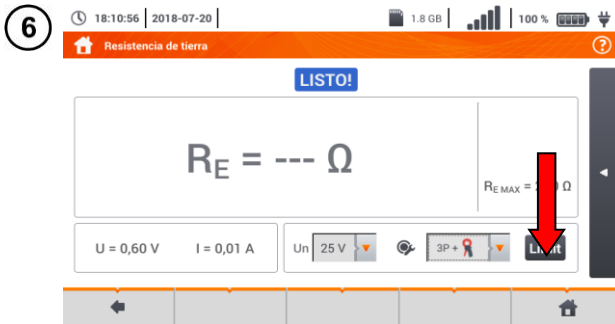 6
18:10:56 2018-07-20 1.8 GB 100 %
Resistencia de tierra ?
LISTO!
RE = --- Ω
RE MAX = Ω
U = 0,60 V I = 0,01 A Un 25 V 3P +